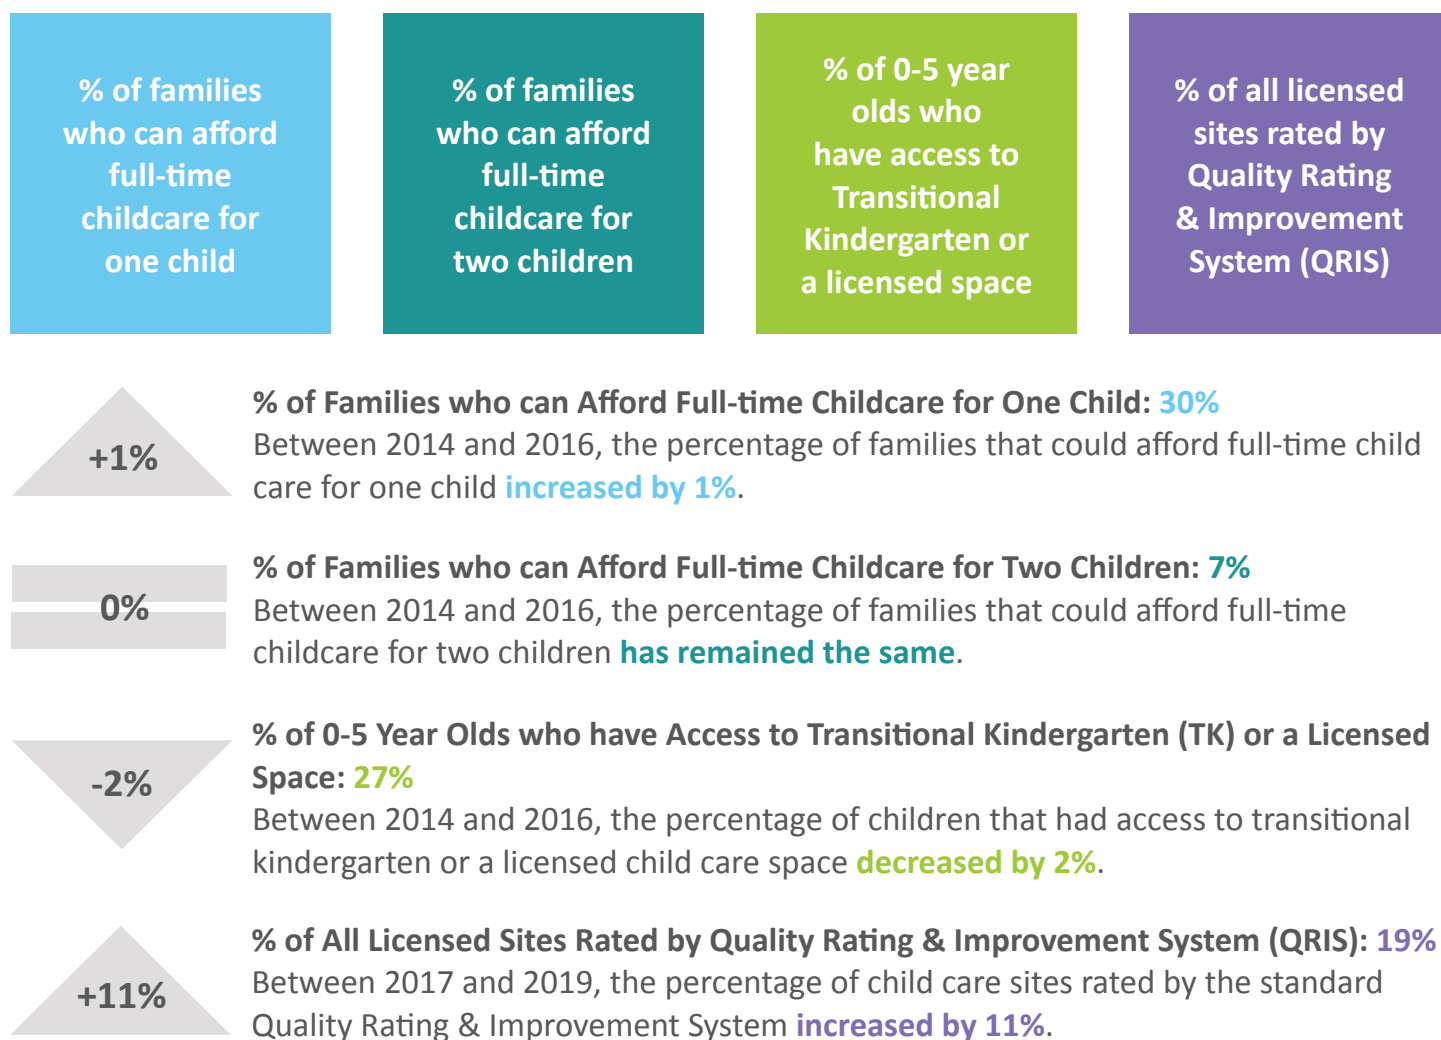 % of families
who can afford
full-time
childcare for
one child
% of families
who can afford
full-time
childcare for
two children
% of 0-5 year
olds who
have access to
Transitional
Kindergarten or
a licensed space
% of all licensed
sites rated by
Quality Rating
& Improvement
System (QRIS)
+1%
% of Families who can Afford Full-time Childcare for One Child: 30%
Between 2014 and 2016, the percentage of families that could afford full-time child
care for one child increased by 1%.
0%
% of Families who can Afford Full-time Childcare for Two Children: 7%
Between 2014 and 2016, the percentage of families that could afford full-time
childcare for two children has remained the same.
-2%
% of 0-5 Year Olds who have Access to Transitional Kindergarten (TK) or a Licensed
Space: 27%
Between 2014 and 2016, the percentage of children that had access to transitional
kindergarten or a licensed child care space decreased by 2%.
+11%
% of All Licensed Sites Rated by Quality Rating & Improvement System (QRIS): 19%
Between 2017 and 2019, the percentage of child care sites rated by the standard
Quality Rating & Improvement System increased by 11%.